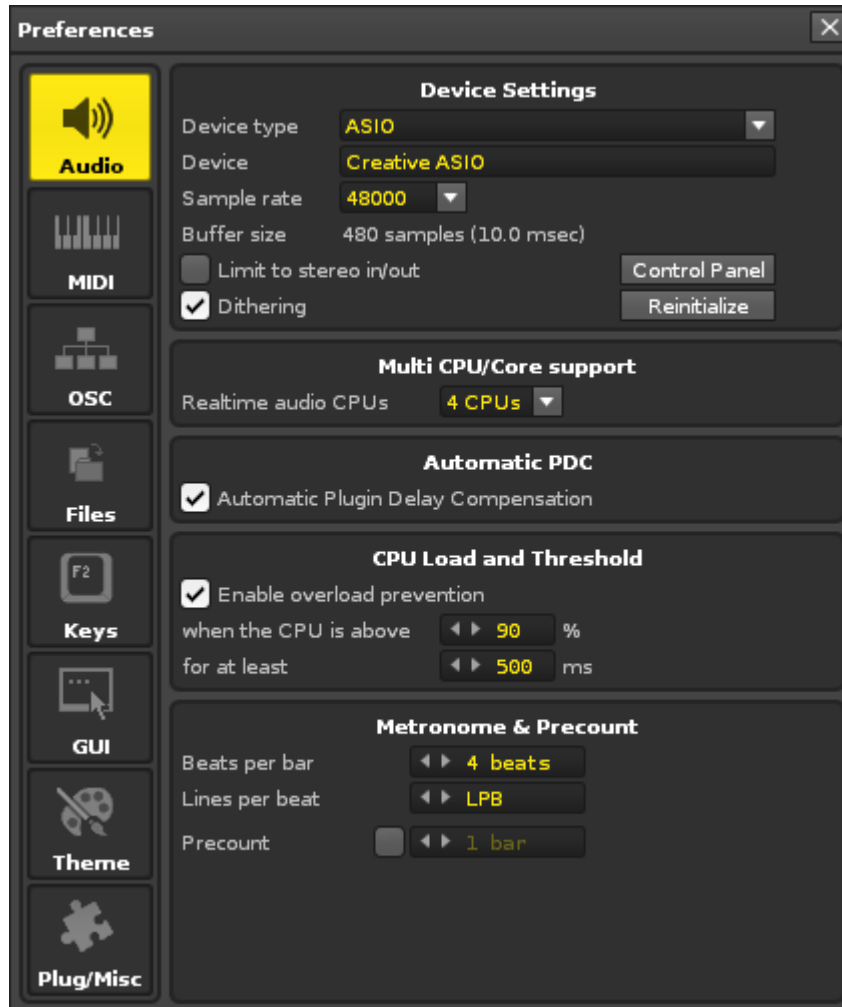 Preferences
Audio
MIDI
OSC
Files
F2
Keys
GUI
Theme
Plug/Misc
Device Settings
Device type ASIO
Device Creative ASIO
Sample rate 48000
Buffer size 480 samples (10.0 msec)
Limit to stereo in/out Control Panel
Dithering Reinitialize
Multi CPU/Core support
Realtime audio CPUs 4 CPUs
Automatic PDC
Automatic Plugin Delay Compensation
CPU Load and Threshold
Enable overload prevention
when the CPU is above 90 %
for at least 500 ms
Metronome & Precount
Beats per bar 4 beats
Lines per beat LPB
Precount 1 bar